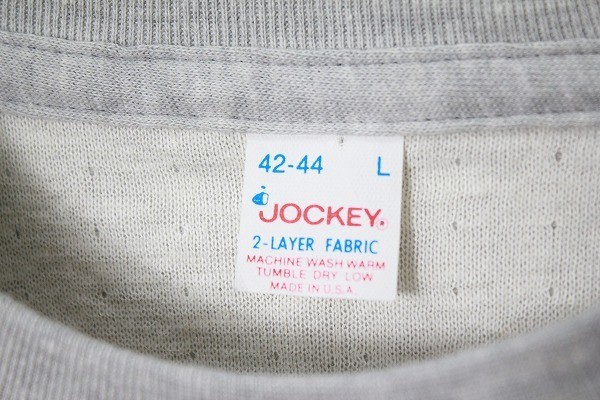 42-44 L
JOCKEY®
2-LAYER FABRIC
MACHINE WASH WARM
TUMBLE DRY LOW
MADE IN U.S.A